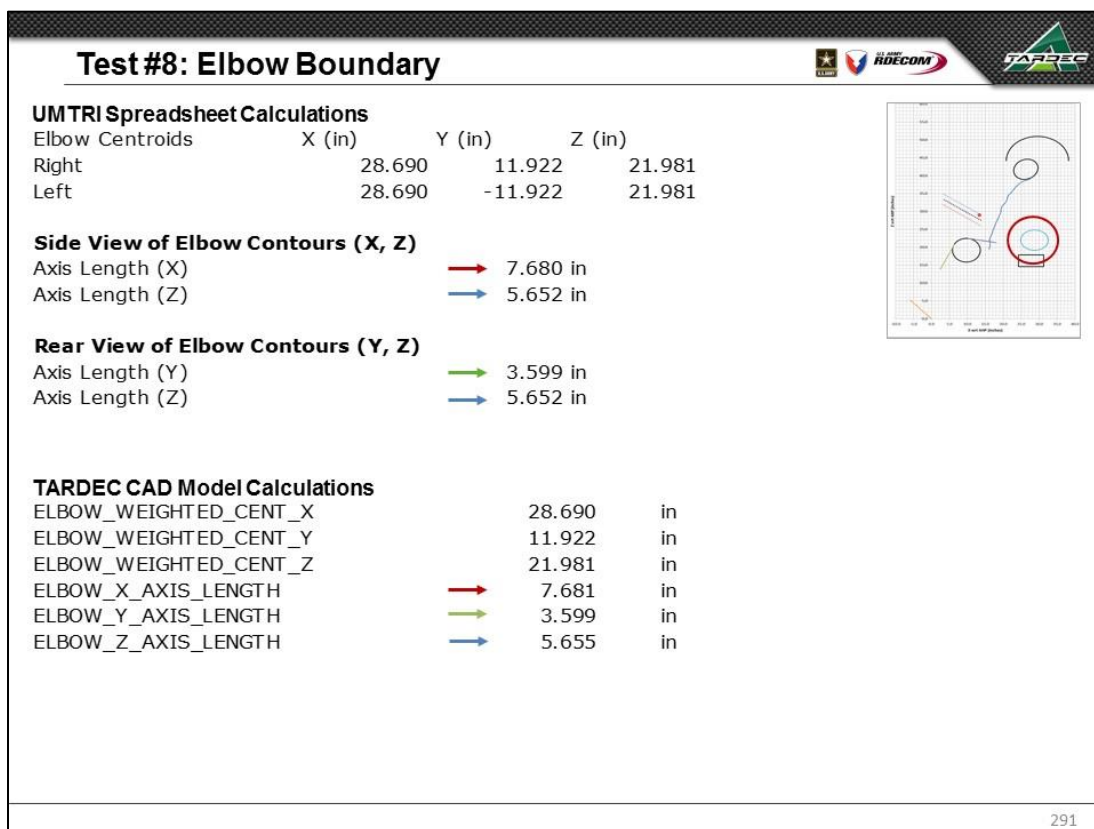 Test #8: Elbow Boundary
U.S. ARMY
U.S. ARMY
RDECOM
TARDEC
UMTRI Spreadsheet Calculations
Elbow Centroids X (in) Y (in) Z (in)
Right 28.690 11.922 21.981
Left 28.690 -11.922 21.981
Side View of Elbow Contours (X, Z)
Axis Length (X) 7.680 in
Axis Length (Z) 5.652 in
Rear View of Elbow Contours (Y, Z)
Axis Length (Y) 3.599 in
Axis Length (Z) 5.652 in
TARDEC CAD Model Calculations
ELBOW_WEIGHTED_CENT_X 28.690 in
ELBOW_WEIGHTED_CENT_Y 11.922 in
ELBOW_WEIGHTED_CENT_Z 21.981 in
ELBOW_X_AXIS_LENGTH 7.681 in
ELBOW_Y_AXIS_LENGTH 3.599 in
ELBOW_Z_AXIS_LENGTH 5.655 in
291